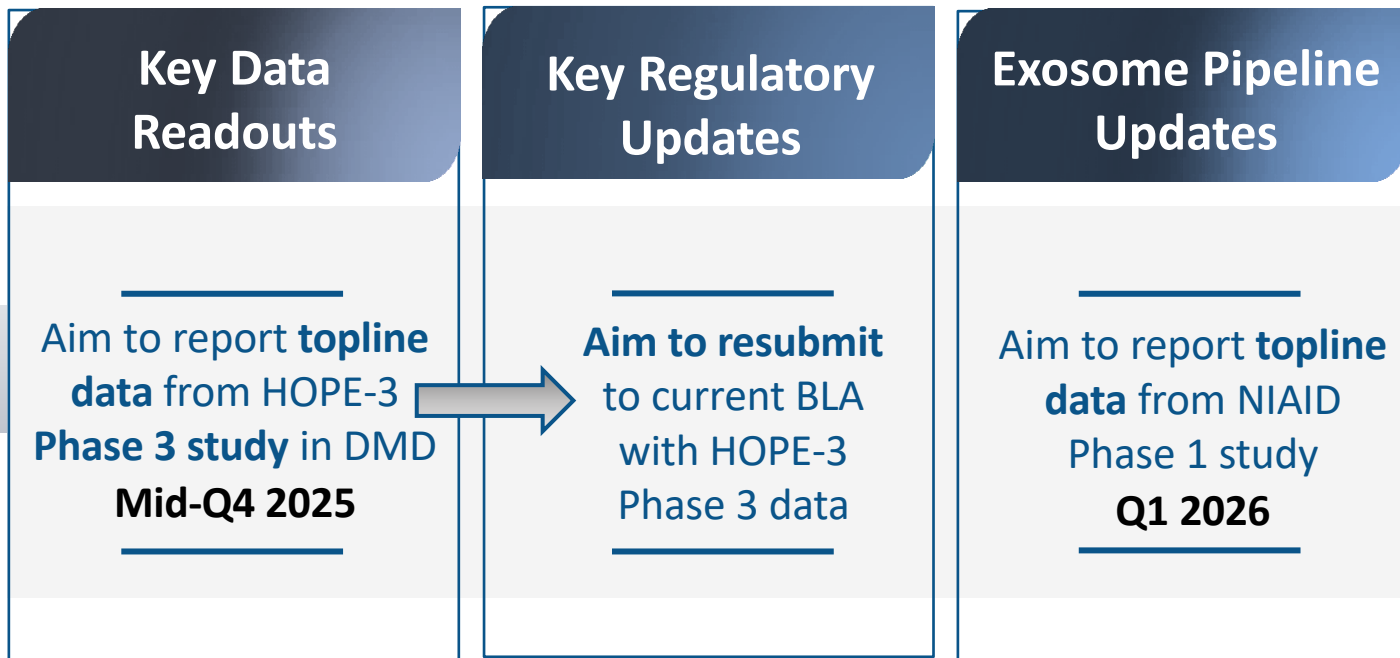 Key Data
Readouts
Aim to report topline
data from HOPE-3
Phase 3 study in DMD
Mid-Q4 2025
Key Regulatory
Updates
Aim to resubmit
to current BLA
with HOPE-3
Phase 3 data
Exosome Pipeline
Updates
Aim to report topline
data from NIAID
Phase 1 study
Q1 2026